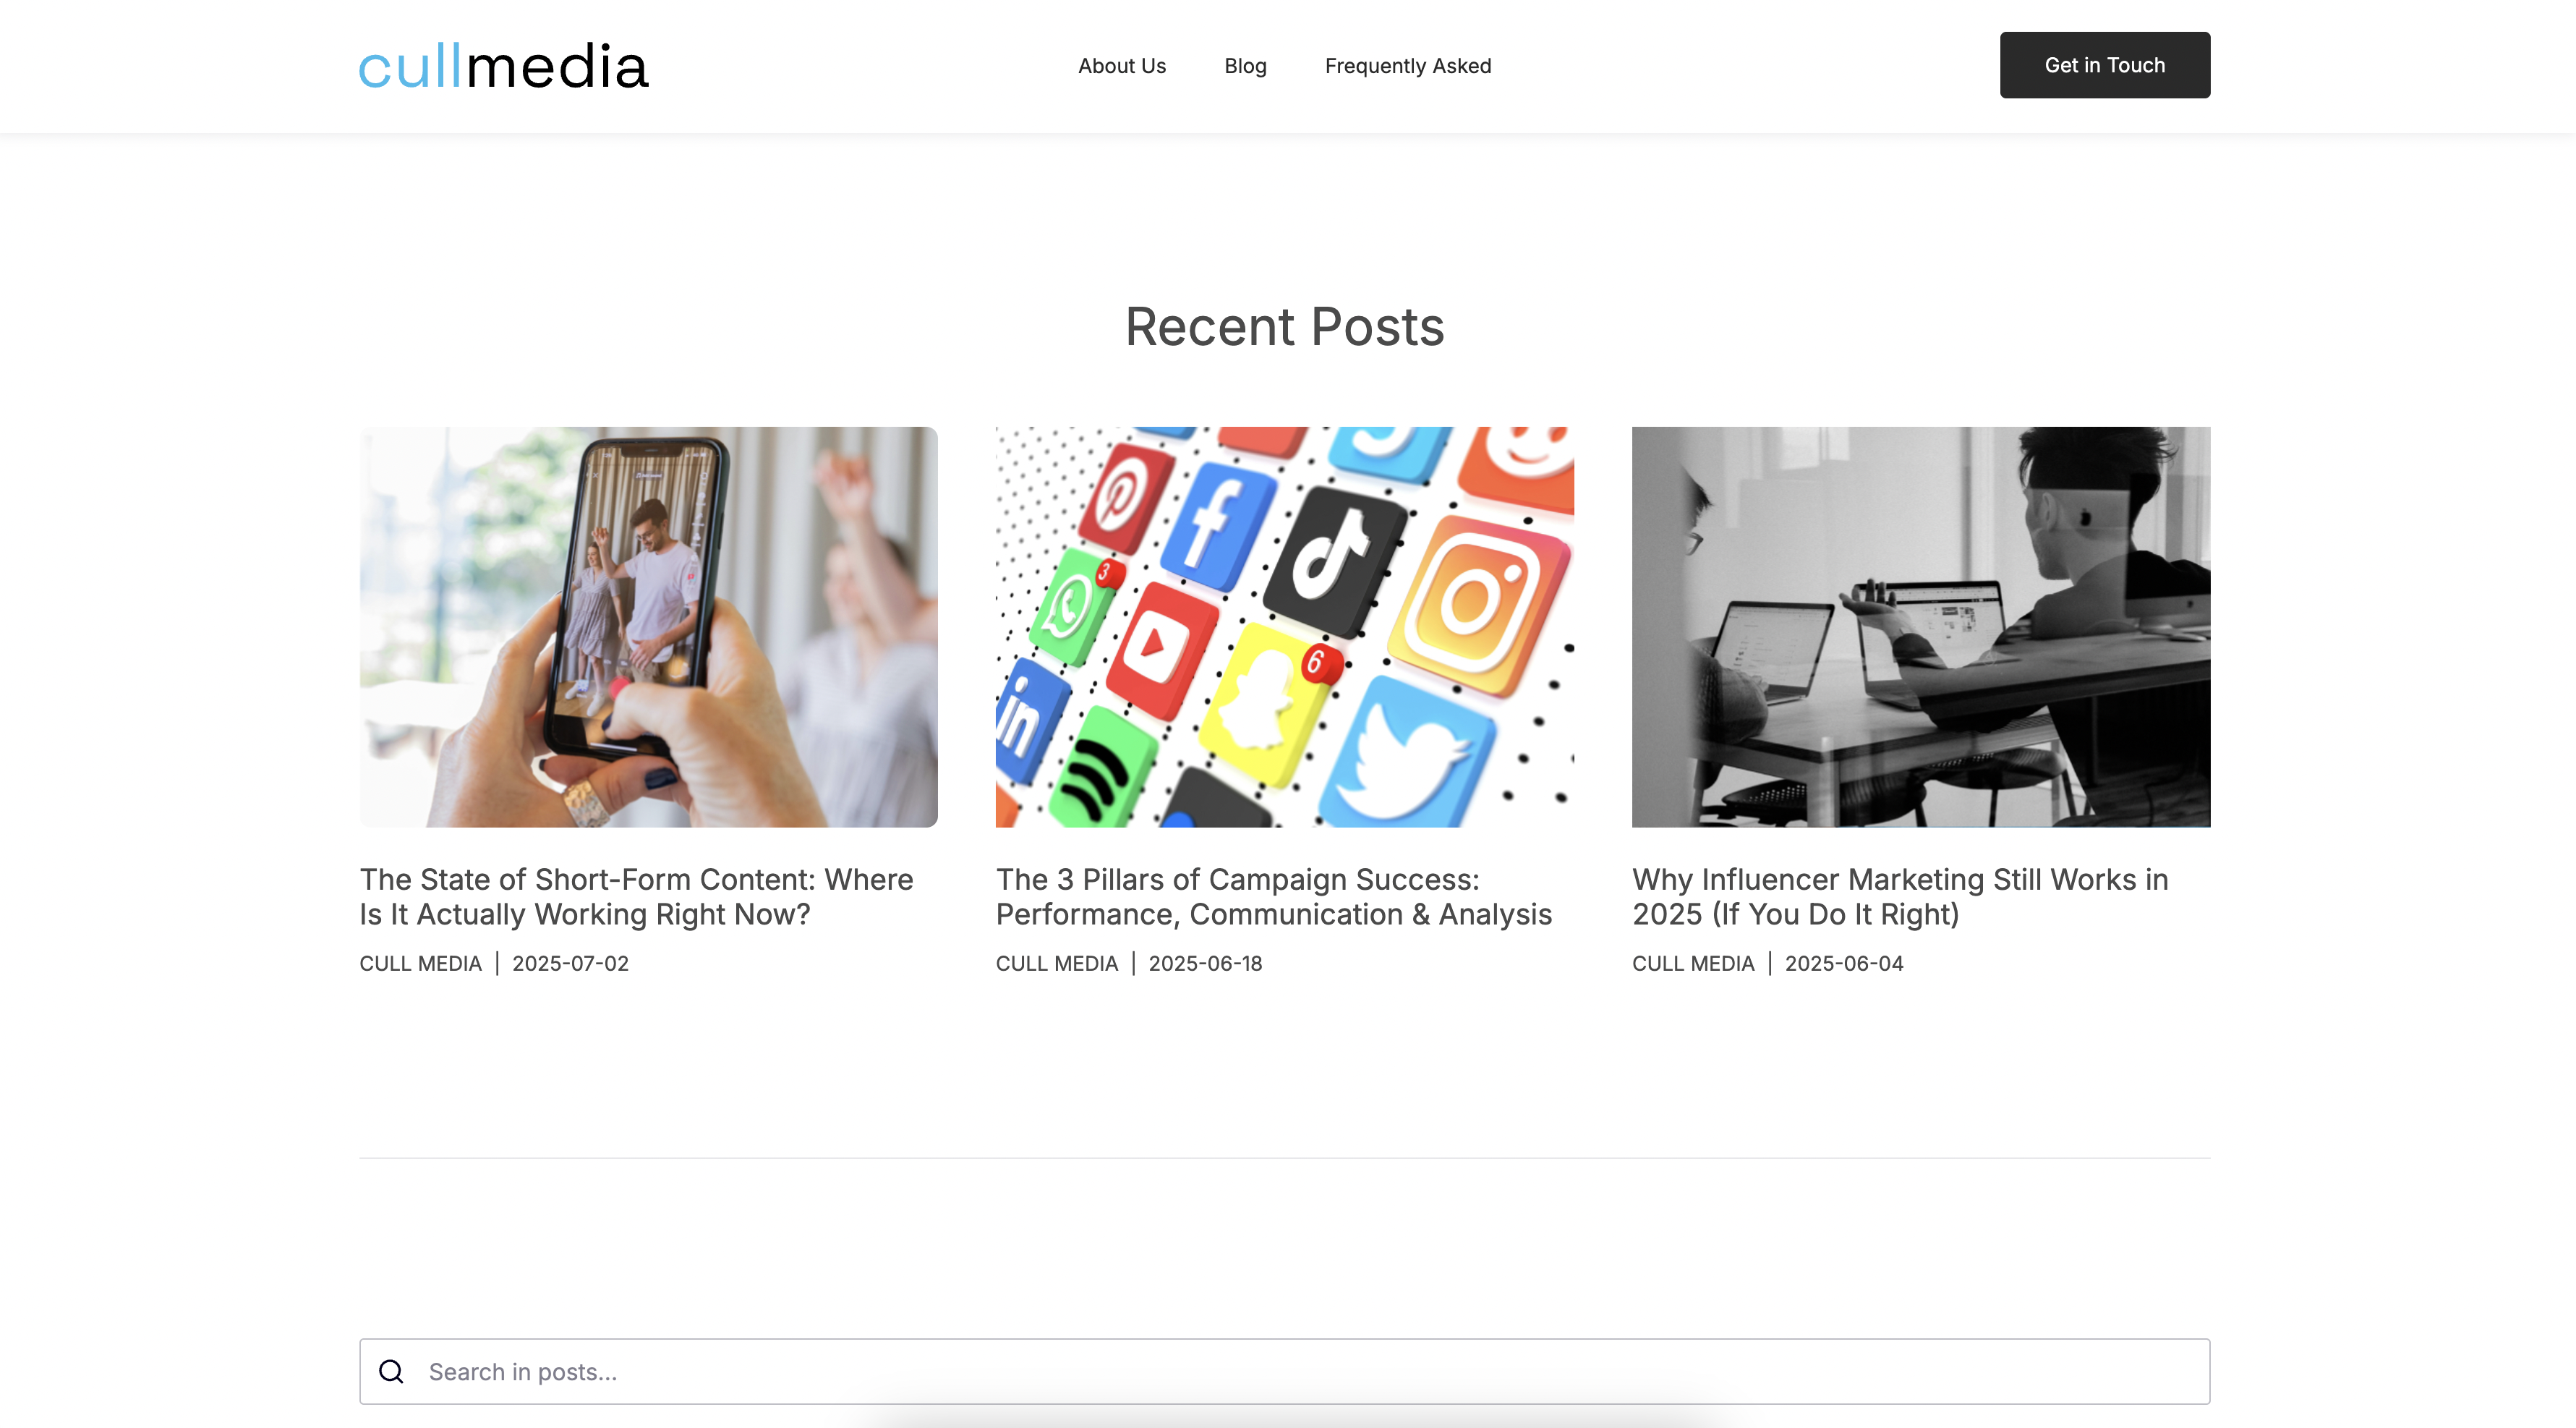 cullmedia
About Us
Blog
Frequently Asked
Get in Touch
Recent Posts
3
6
in
The State of Short-Form Content: Where
Is It Actually Working Right Now?
CULL MEDIA | 2025-07-02
The 3 Pillars of Campaign Success:
Performance, Communication & Analysis
CULL MEDIA | 2025-06-18
Why Influencer Marketing Still Works in
2025 (If You Do It Right)
CULL MEDIA | 2025-06-04
Search in posts...